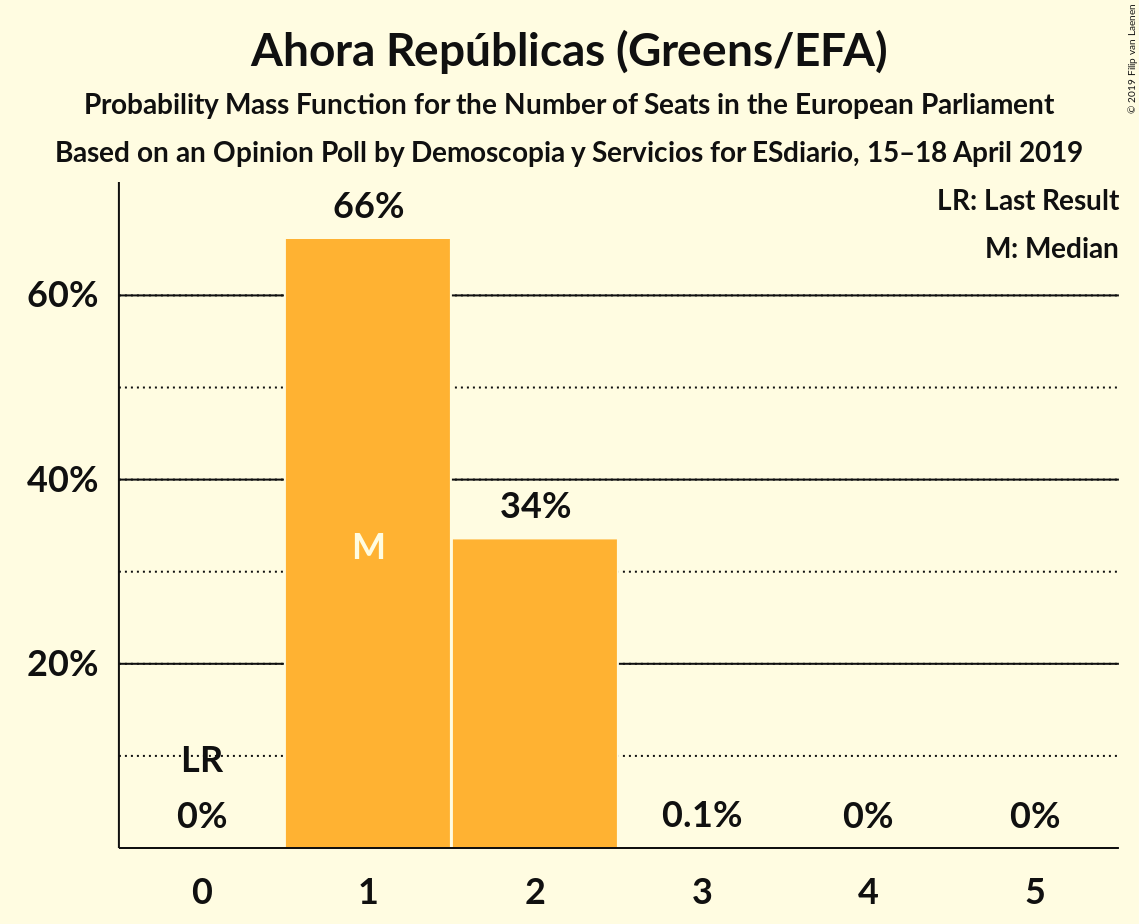 Ahora Repúblicas (Greens/EFA)
Probability Mass Function for the Number of Seats in the European Parliament
Based on an Opinion Poll by Demoscopia y Servicios for ESdiario, 15–18 April 2019
© 2019 Filip van Laenen
LR: Last Result
M: Median
66%
60%
40%
34%
M
20%
LR
0%
0.1%
0%
0%
0 1 2 3 4 5